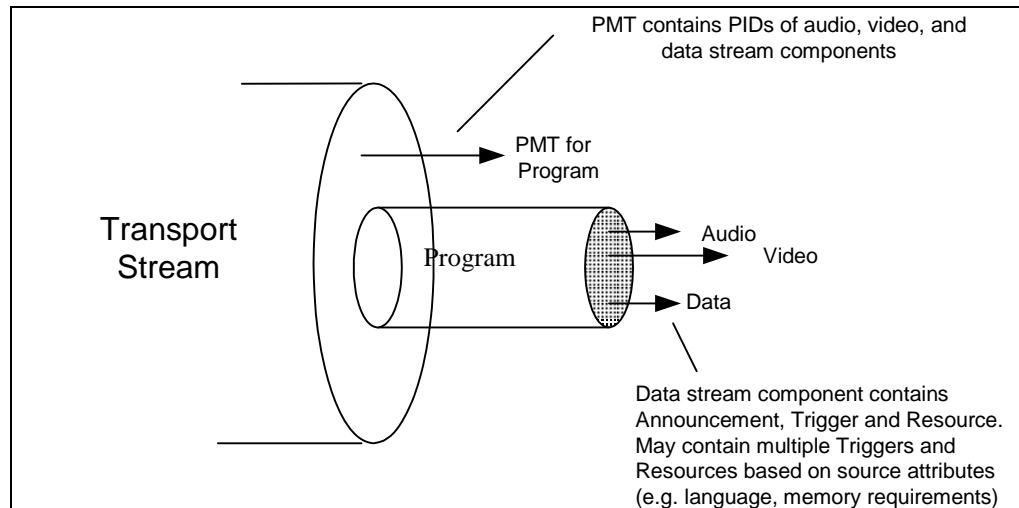 PMT contains PIDs of audio, video, and
data stream components
PMT for
Program
Transport
Stream
Program
Audio
Video
Data
Data stream component contains
Announcement, Trigger and Resource.
May contain multiple Triggers and
Resources based on source attributes
(e.g. language, memory requirements)